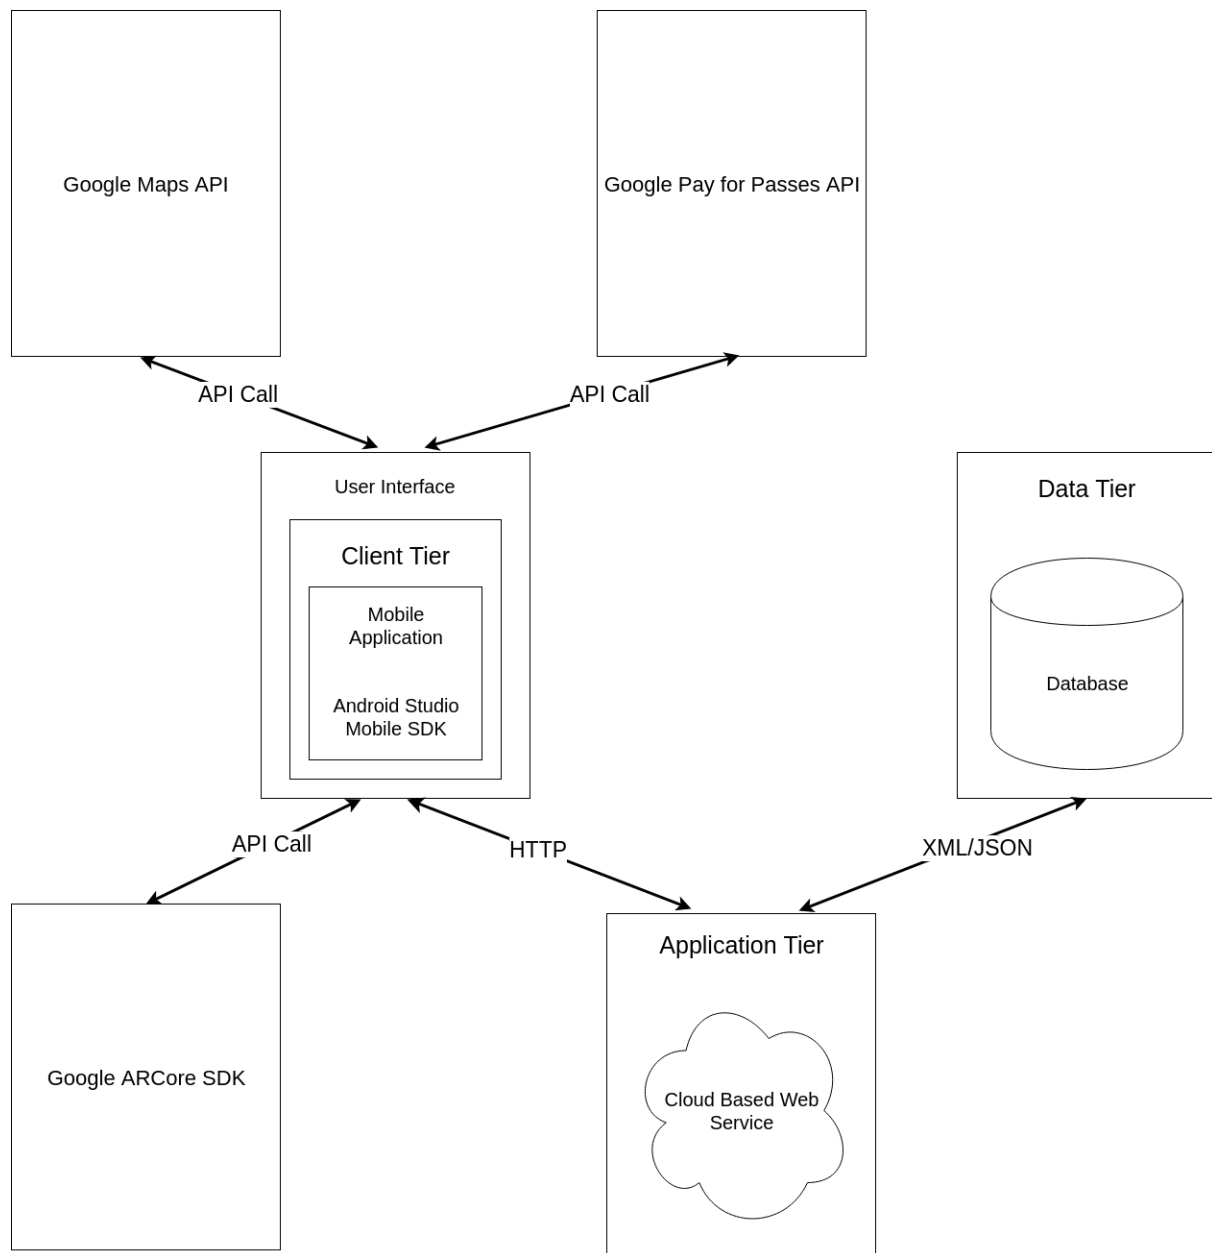 Google Maps API
Google Pay for Passes API
API Call
API Call
User Interface
Client Tier
Mobile
Application
Android Studio
Mobile SDK
Data Tier
Database
API Call
HTTP
XML/JSON
Google ARCore SDK
Application Tier
Cloud Based Web
Service